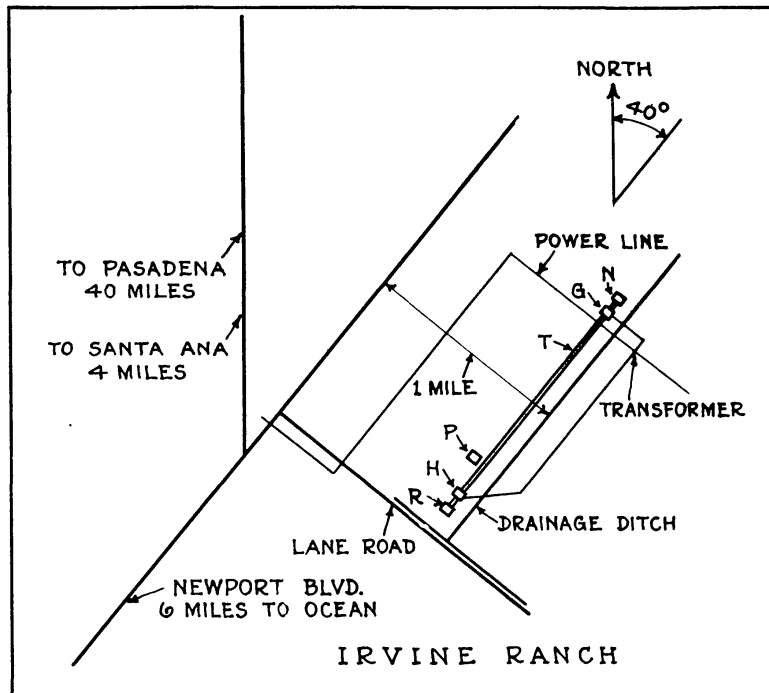 NORTH
40°
POWER LINE
N
G
TO PASADENA
40 MILES
T
TO SANTA ANA
4 MILES
1 MILE
TRANSFORMER
P
H
R
DRAINAGE DITCH
LANE ROAD
NEWPORT BLVD.
6 MILES TO OCEAN
IRVINE RANCH